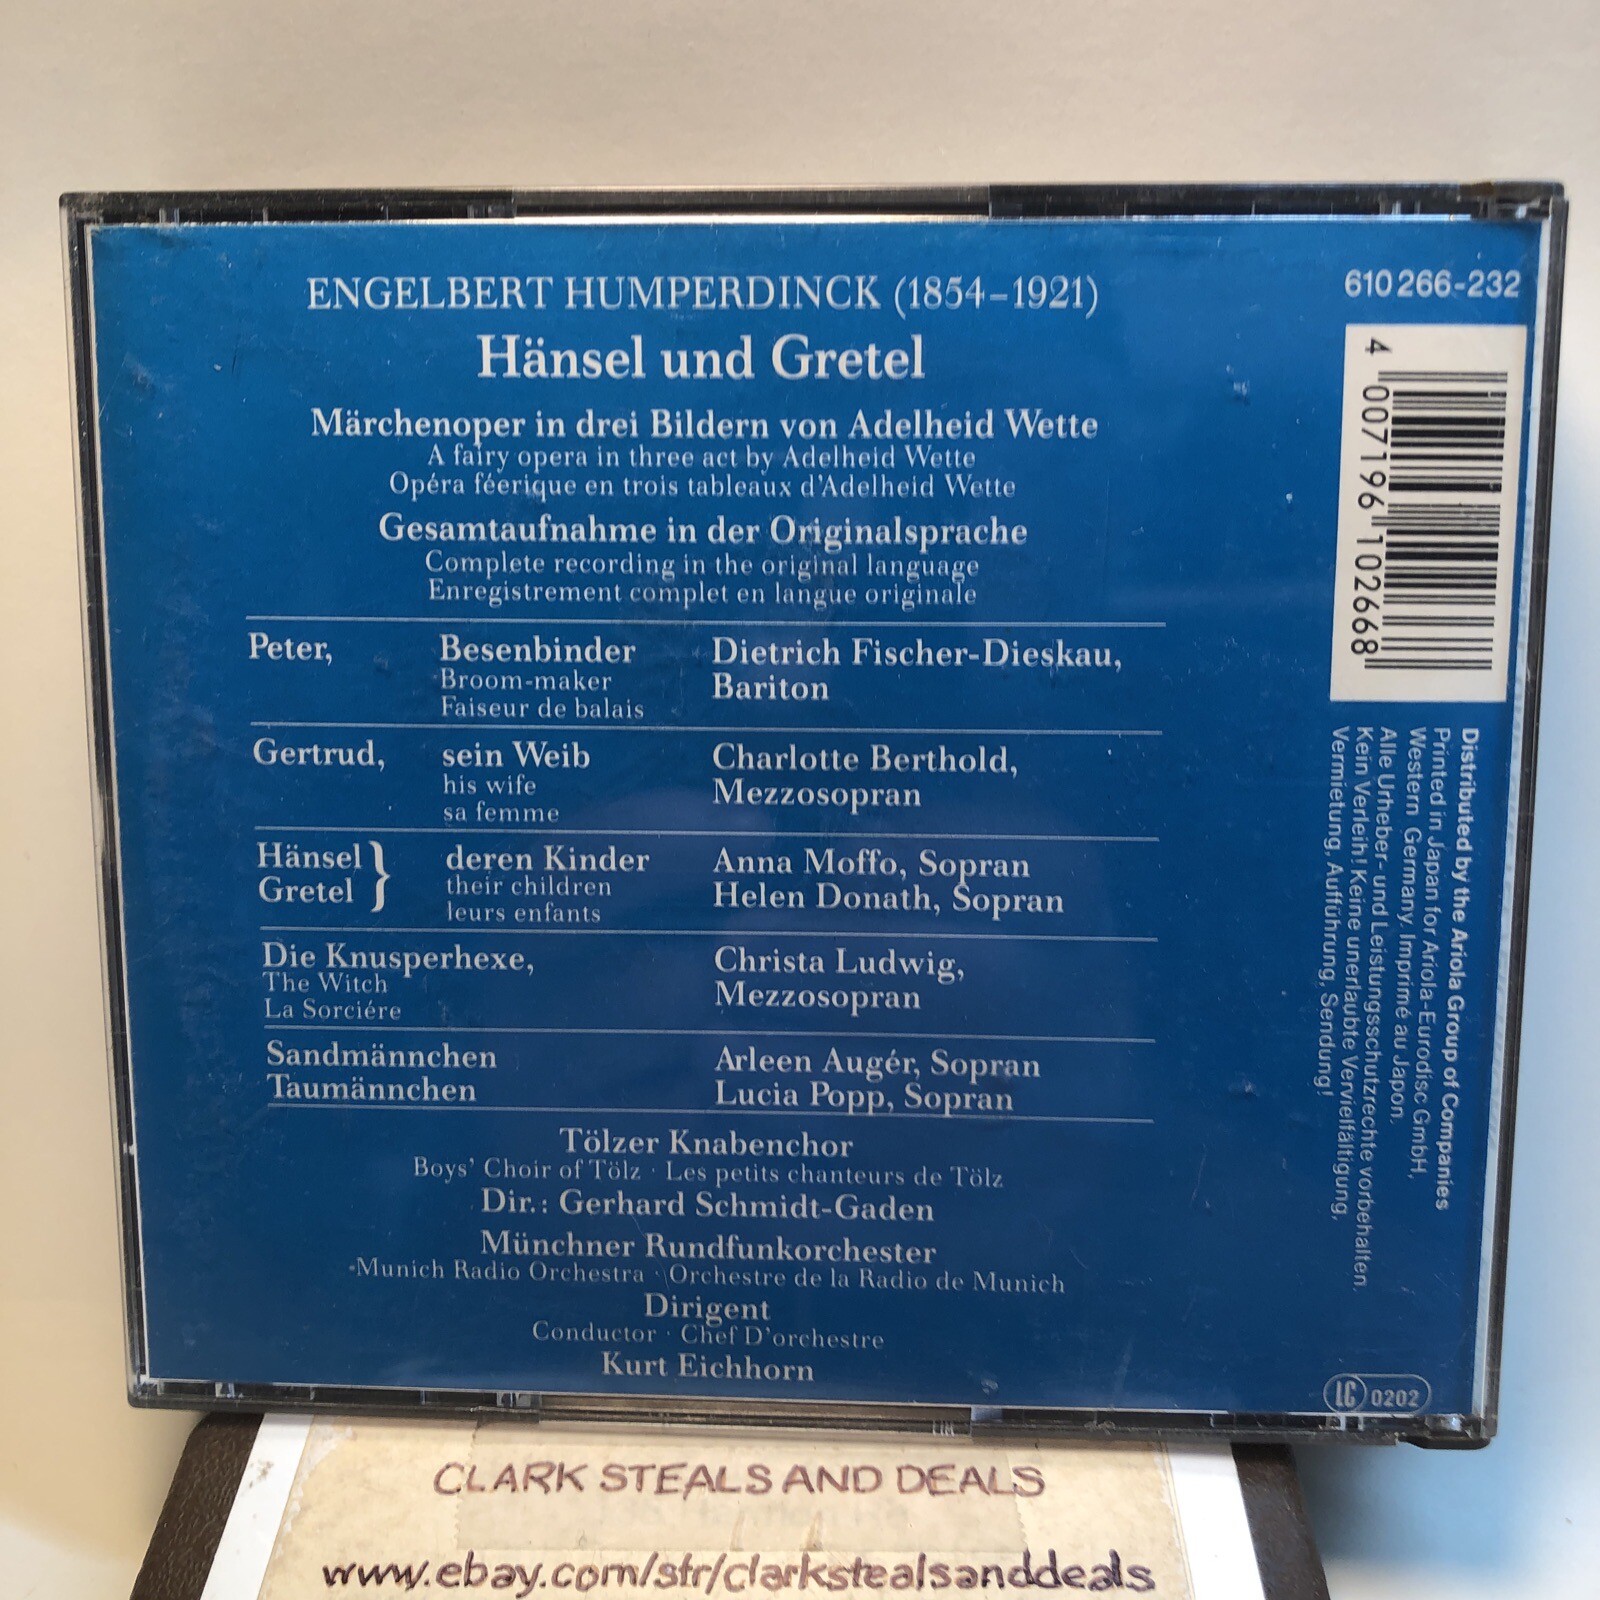 ENGELBERT HUMPERDINCK (1854–1921)
Hänsel und Gretel
Märchenoper in drei Bildern von Adelheid Wette
A fairy opera in three act by Adelheid Wette
Opéra féerique en trois tableaux d'Adelheid Wette
Gesamtaufnahme in der Originalsprache
Complete recording in the original language
Enregistrement complet en langue originale
Peter, Besenbinder Dietrich Fischer-Dieskau,
Broom-maker Bariton
Faiseur de balais
Gertrud, sein Weib Charlotte Berthold,
his wife Mezzosopran
sa femme
Hänsel } deren Kinder Anna Moffo, Sopran
Gretel their children Helen Donath, Sopran
leurs enfants
Die Knusperhexe, Christa Ludwig,
The Witch Mezzosopran
La Sorciére
Sandmännchen Arleen Augér, Sopran
Taumännchen Lucia Popp, Sopran
Tölzer Knabenchor
Boys' Choir of Tölz · Les petits chanteurs de Tölz
Dir.: Gerhard Schmidt-Gaden
Münchner Rundfunkorchester
Munich Radio Orchestra · Orchestre de la Radio de Munich
Dirigent
Conductor · Chef D'orchestre
Kurt Eichhorn
610 266-232
4 007196 102668
Distributed by the Ariola Group of Companies
Printed in Japan for Ariola-Eurodisc GmbH,
Western Germany. Imprimé au Japon.
Alle Urheber- und Leistungsschutzrechte vorbehalten.
Kein Verleih! Keine unerlaubte Vervielfältigung,
Vermietung, Aufführung, Sendung!
LC 0202
CLARK STEALS AND DEALS
www.ebay.com/str/clarkstealsanddeals